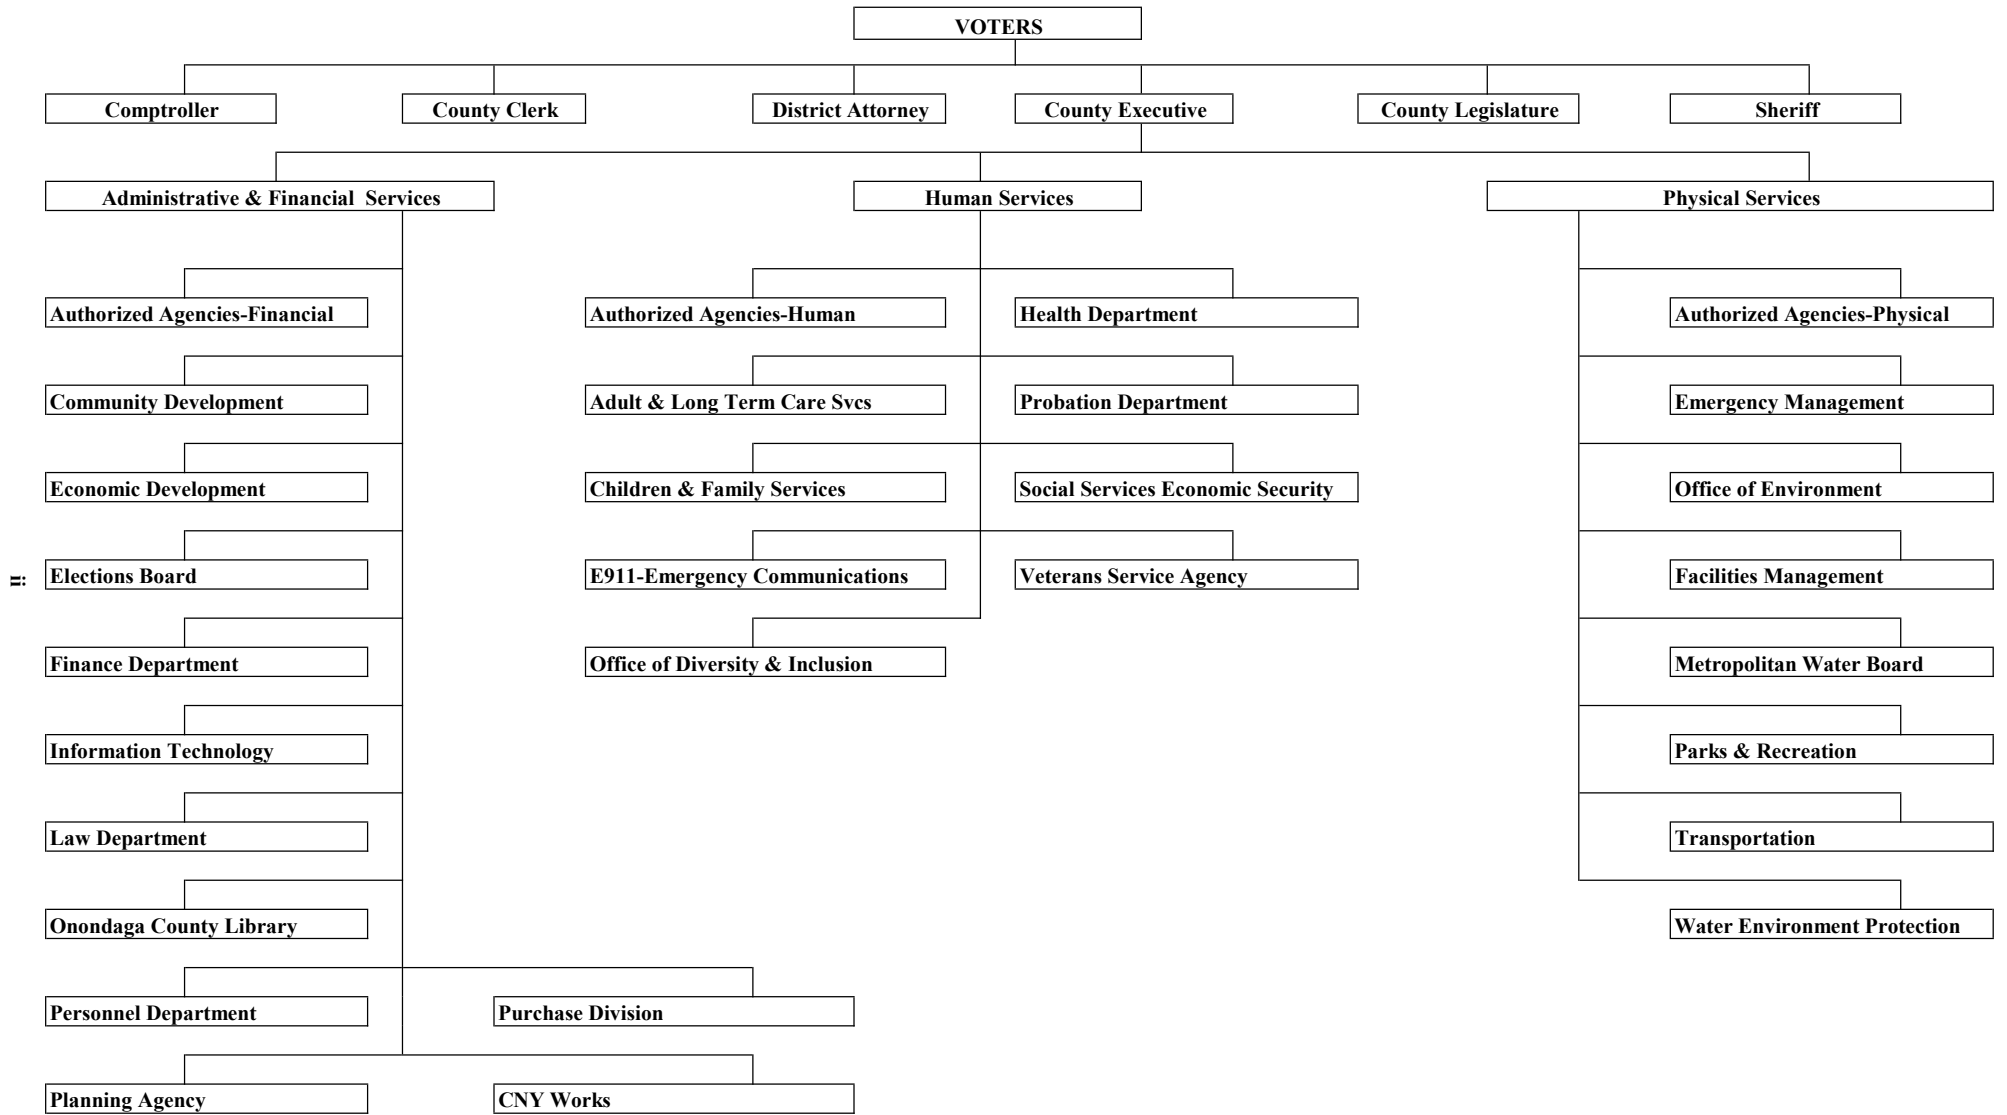 VOTERS
Comptroller
County Clerk
District Attorney
County Executive
County Legislature
Sheriff
Administrative & Financial Services
Human Services
Physical Services
Authorized Agencies-Financial
Authorized Agencies-Human
Health Department
Authorized Agencies-Physical
Community Development
Adult & Long Term Care Svcs
Probation Department
Emergency Management
Economic Development
Children & Family Services
Social Services Economic Security
Office of Environment
Elections Board
E911-Emergency Communications
Veterans Service Agency
Facilities Management
Finance Department
Office of Diversity & Inclusion
Metropolitan Water Board
Information Technology
Parks & Recreation
Law Department
Transportation
Onondaga County Library
Water Environment Protection
Personnel Department
Purchase Division
Planning Agency
CNY Works